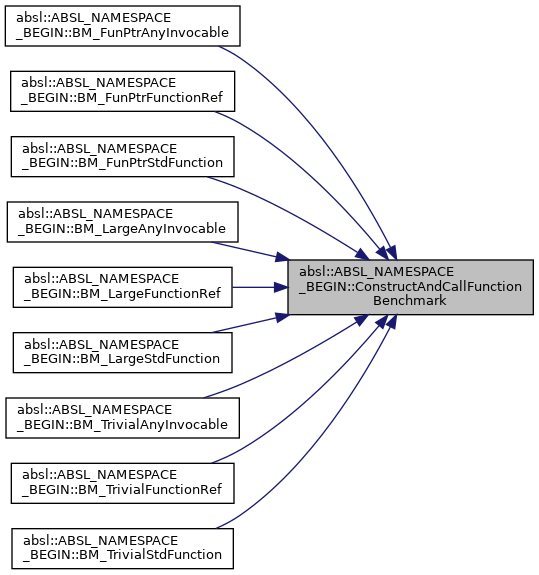 absl::ABSL_NAMESPACE
_BEGIN::BM_FunPtrAnyInvocable
absl::ABSL_NAMESPACE
_BEGIN::BM_FunPtrFunctionRef
absl::ABSL_NAMESPACE
_BEGIN::BM_FunPtrStdFunction
absl::ABSL_NAMESPACE
_BEGIN::BM_LargeAnyInvocable
absl::ABSL_NAMESPACE
_BEGIN::BM_LargeFunctionRef
absl::ABSL_NAMESPACE
_BEGIN::BM_LargeStdFunction
absl::ABSL_NAMESPACE
_BEGIN::BM_TrivialAnyInvocable
absl::ABSL_NAMESPACE
_BEGIN::BM_TrivialFunctionRef
absl::ABSL_NAMESPACE
_BEGIN::BM_TrivialStdFunction
absl::ABSL_NAMESPACE
_BEGIN::ConstructAndCallFunction
Benchmark